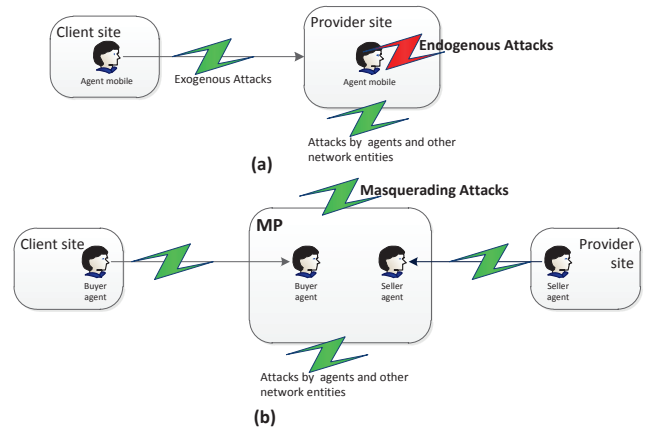 Client site
Agent mobile
Exogenous Attacks
Provider site
Endogenous Attacks
Agent mobile
Attacks by agents and other
network entities
(a)
Masquerading Attacks
Client site
Buyer
agent
MP
Buyer
agent
Seller
agent
Provider
site
Seller
agent
Attacks by agents and other
network entities
(b)